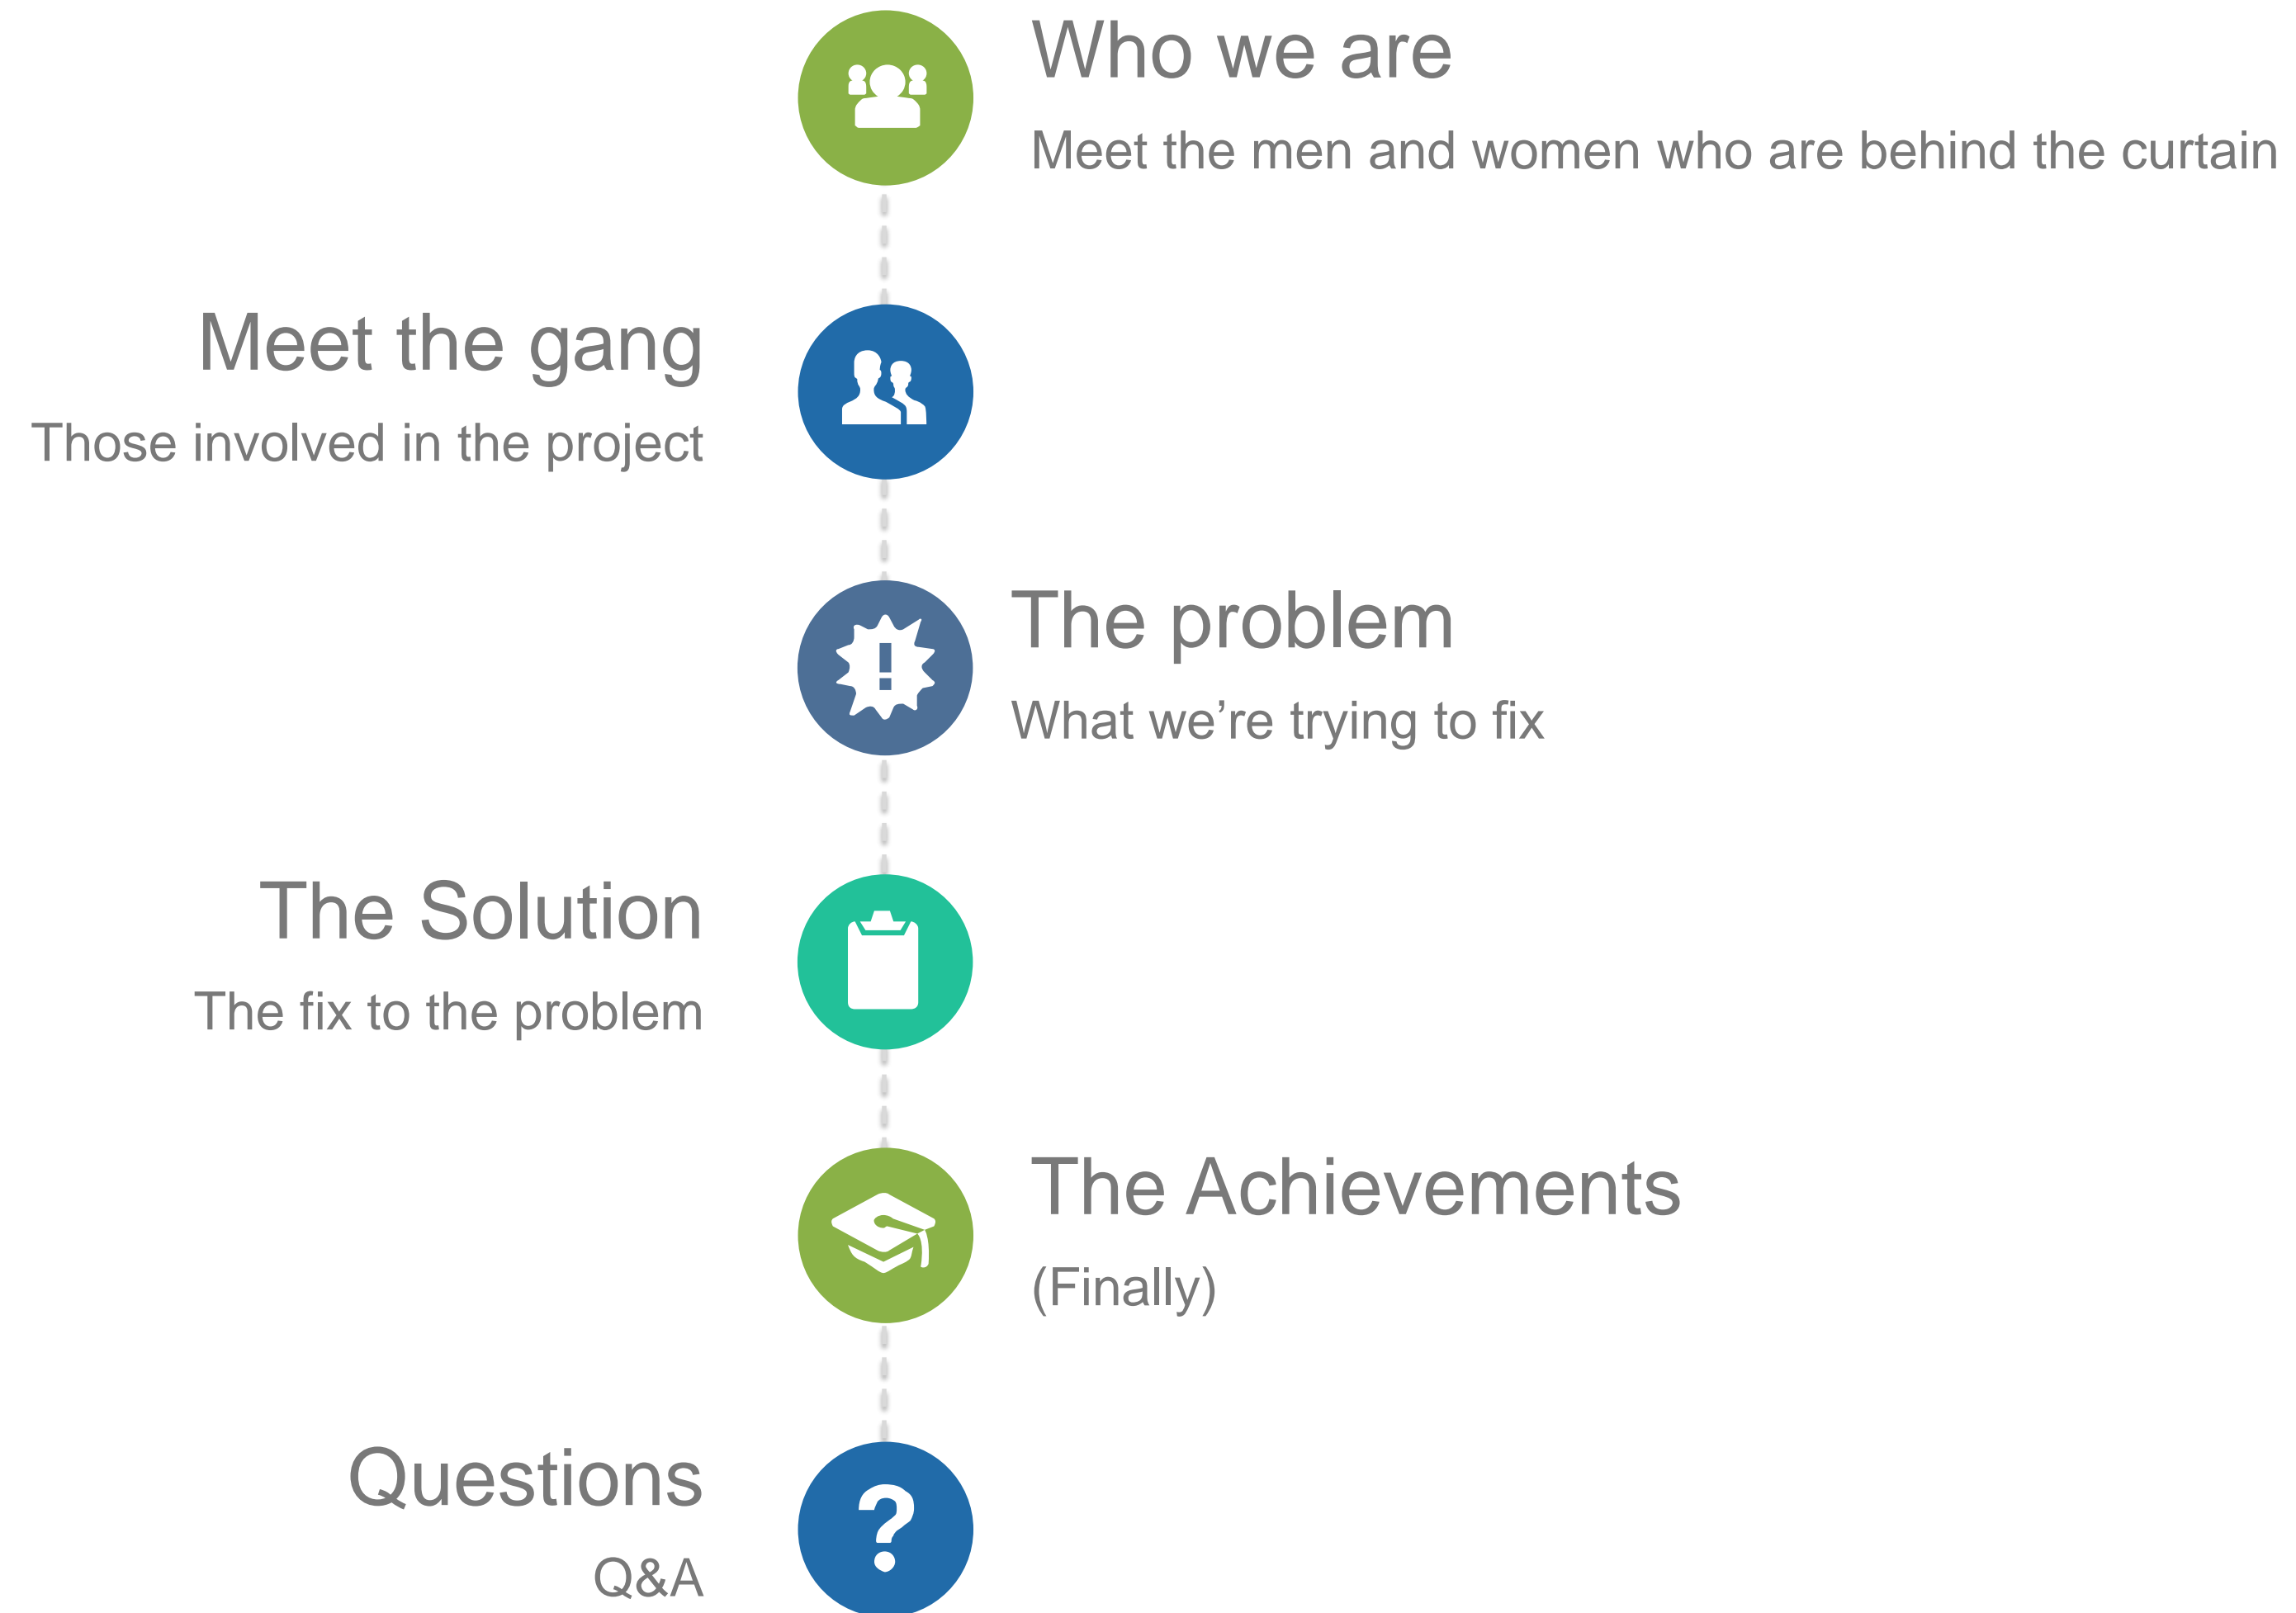 Who we are
Meet the men and women who are behind the curtain
Meet the gang
Those involved in the project
The problem
What we’re trying to fix
The Solution
The fix to the problem
The Achievements
(Finally)
Questions
Q&A